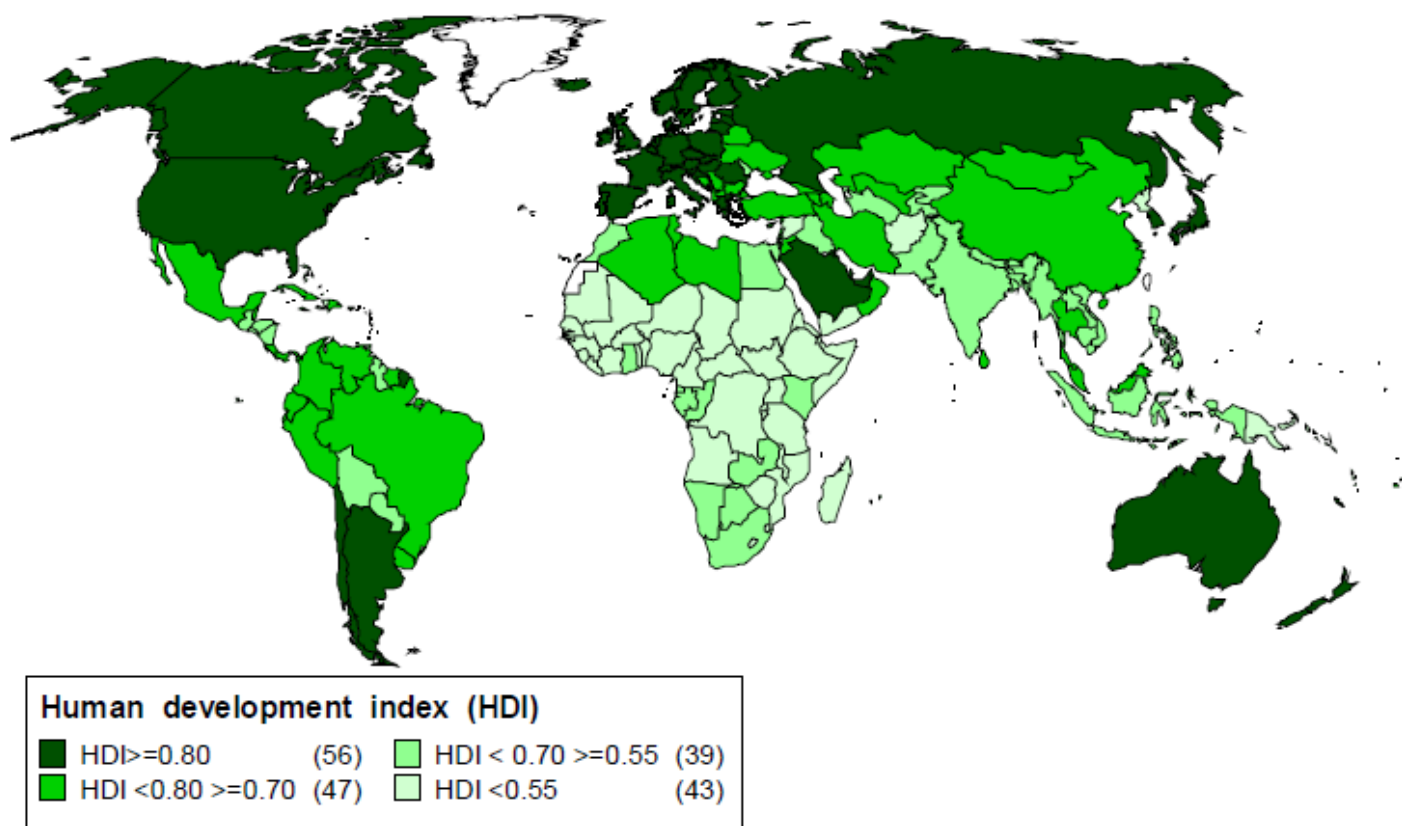 Human development index (HDI)
HDI>=0.80 (56) HDI < 0.70 >=0.55 (39)
HDI <0.80 >=0.70 (47) HDI <0.55 (43)